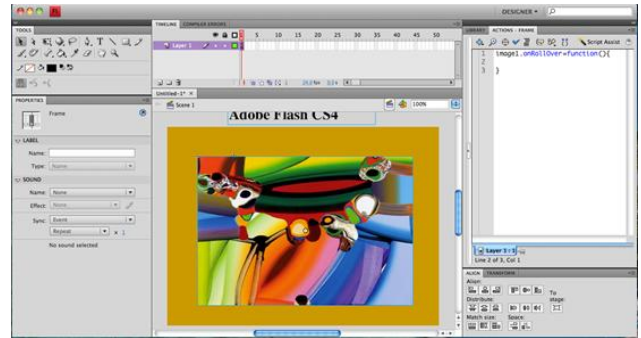 DESIGNER
TOOLS
TIMELINE COMPILER ERRORS
5 10 15 20 25 30 35 40 45 50
Layer 1
Untitled-1*
Scene 1
100%
Adobe Flash CS4
PROPERTIES
Frame
LABEL
Name:
Type: Name
SOUND
Name: None
Effect: None
Sync: Event
Repeat x 1
No sound selected
LIBRARY ACTIONS - FRAME
Script Assist
1 image1.onRollOver=function(){
2
3 }
Layer 1 : 1
Line 2 of 3, Col 1
ALIGN TRANSFORM
Align:
Distribute:
To stage:
Match size: Space: